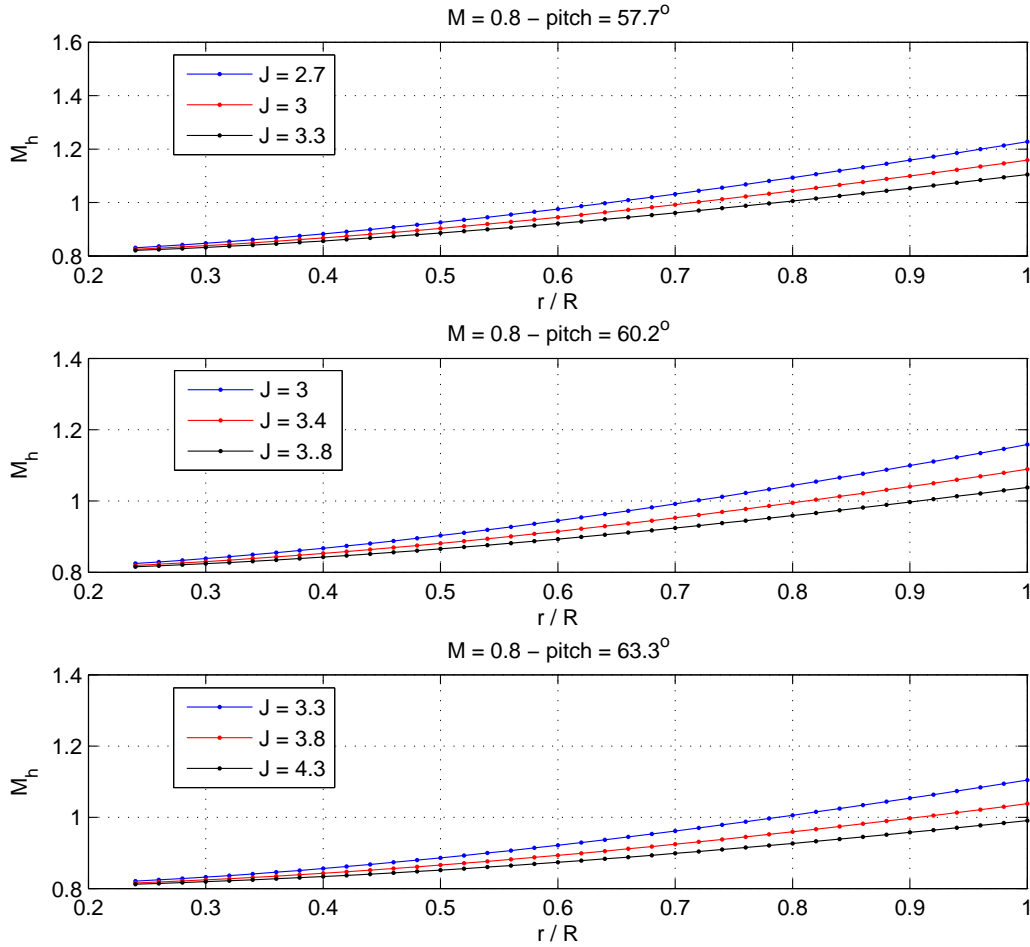 M = 0.8 − pitch = 57.7°
1.6
1.4
1.2
1
0.8
M_h
J = 2.7
J = 3
J = 3.3
0.2 0.3 0.4 0.5 0.6 0.7 0.8 0.9 1
r / R
M = 0.8 − pitch = 60.2°
1.4
1.2
1
0.8
M_h
J = 3
J = 3.4
J = 3..8
0.2 0.3 0.4 0.5 0.6 0.7 0.8 0.9 1
r / R
M = 0.8 − pitch = 63.3°
1.4
1.2
1
0.8
M_h
J = 3.3
J = 3.8
J = 4.3
0.2 0.3 0.4 0.5 0.6 0.7 0.8 0.9 1
r / R